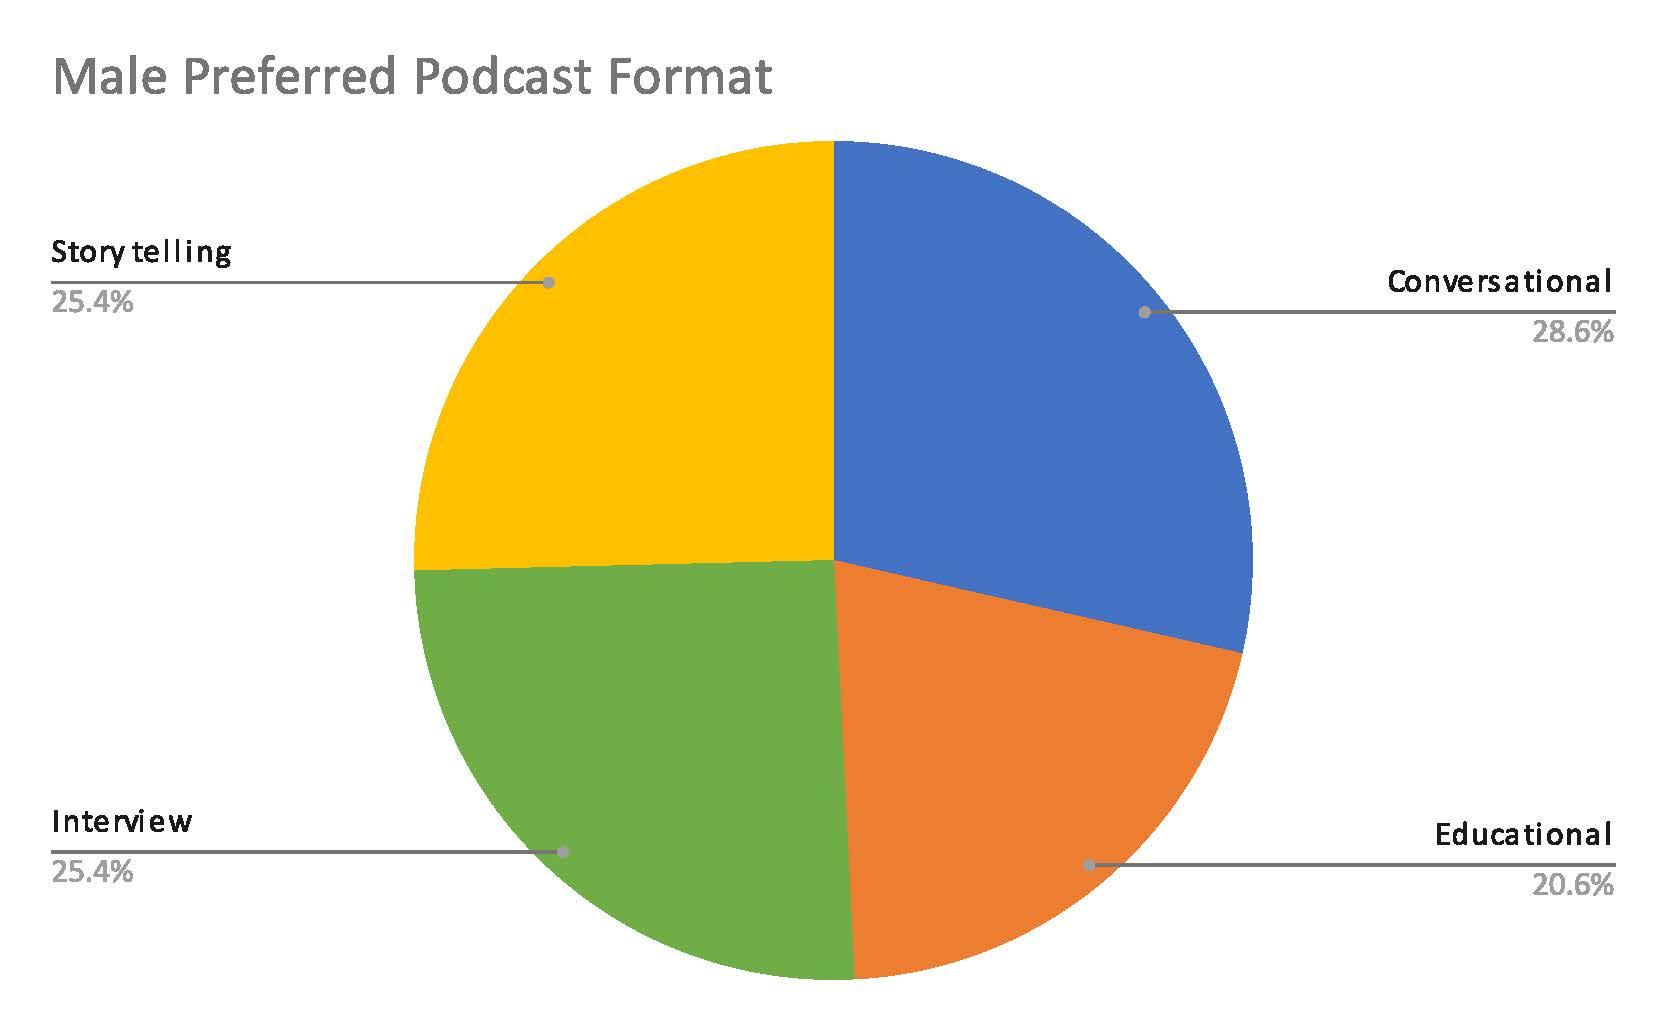 Male Preferred Podcast Format
Story telling
25.4%
Conversational
28.6%
Interview
25.4%
Educational
20.6%